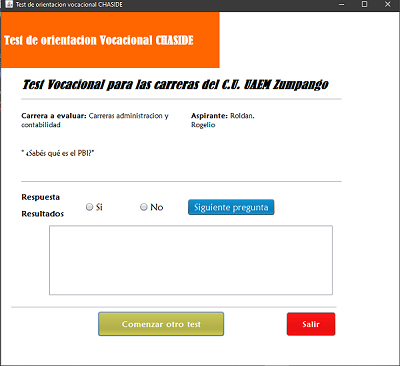 Test de orientacion vocacional CHASIDE
Test de orientacion Vocacional CHASIDE
Test Vocacional para las carreras del C.U. UAEM Zumpango
Carrera a evaluar: Carreras administracion y contabilidad
Aspirante: Roldan, Rogelio
" ¿Sabés qué es el PBI?"
Respuesta
Si
No
Siguiente pregunta
Resultados
Comenzar otro test
Salir